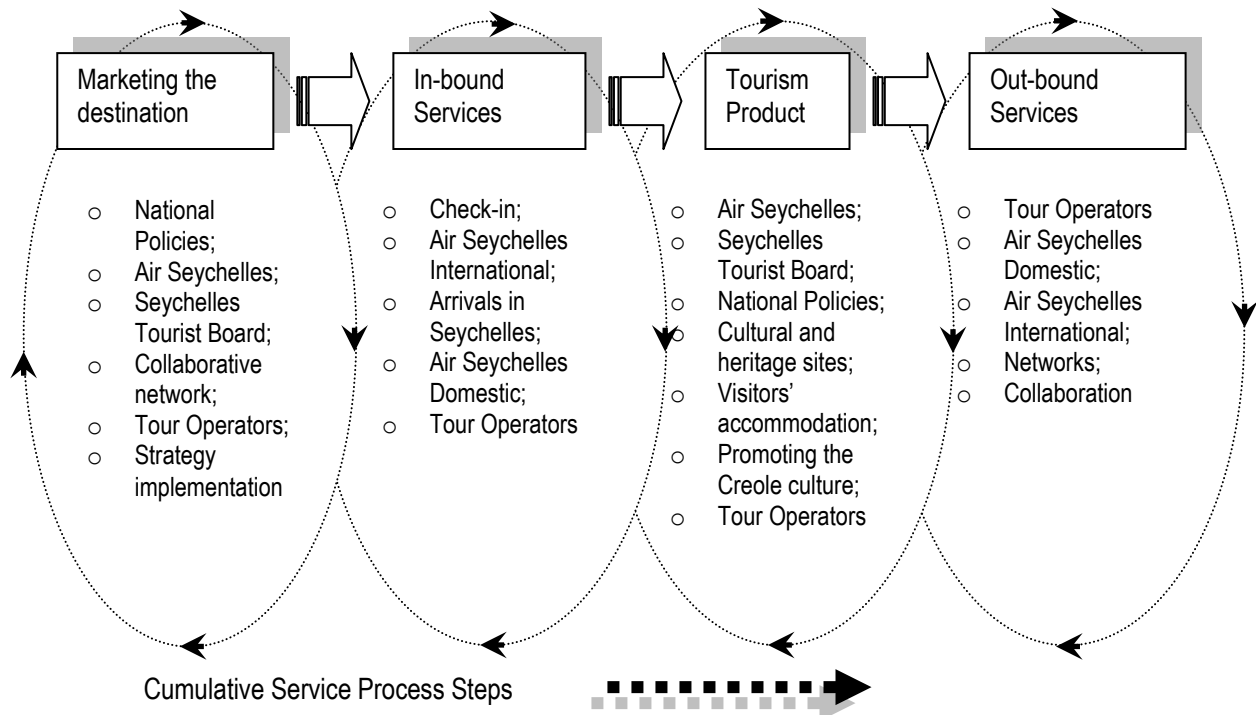 Marketing the
destination
In-bound
Services
Tourism
Product
Out-bound
Services
o National
Policies;
o Air Seychelles;
o Seychelles
Tourist Board;
o Collaborative
network;
o Tour Operators;
o Strategy
implementation
o Check-in;
o Air Seychelles
International;
o Arrivals in
Seychelles;
o Air Seychelles
Domestic;
o Tour Operators
o Air Seychelles;
o Seychelles
Tourist Board;
o National Policies;
o Cultural and
heritage sites;
o Visitors’
accommodation;
o Promoting the
Creole culture;
o Tour Operators
o Tour Operators
o Air Seychelles
Domestic;
o Air Seychelles
International;
o Networks;
o Collaboration
Cumulative Service Process Steps